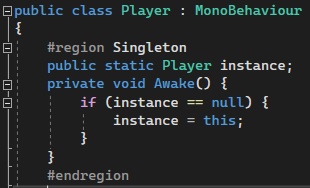 public class Player : MonoBehaviour
{
    #region Singleton
    public static Player instance;
    private void Awake() {
        if (instance == null) {
            instance = this;
        }
    }
    #endregion